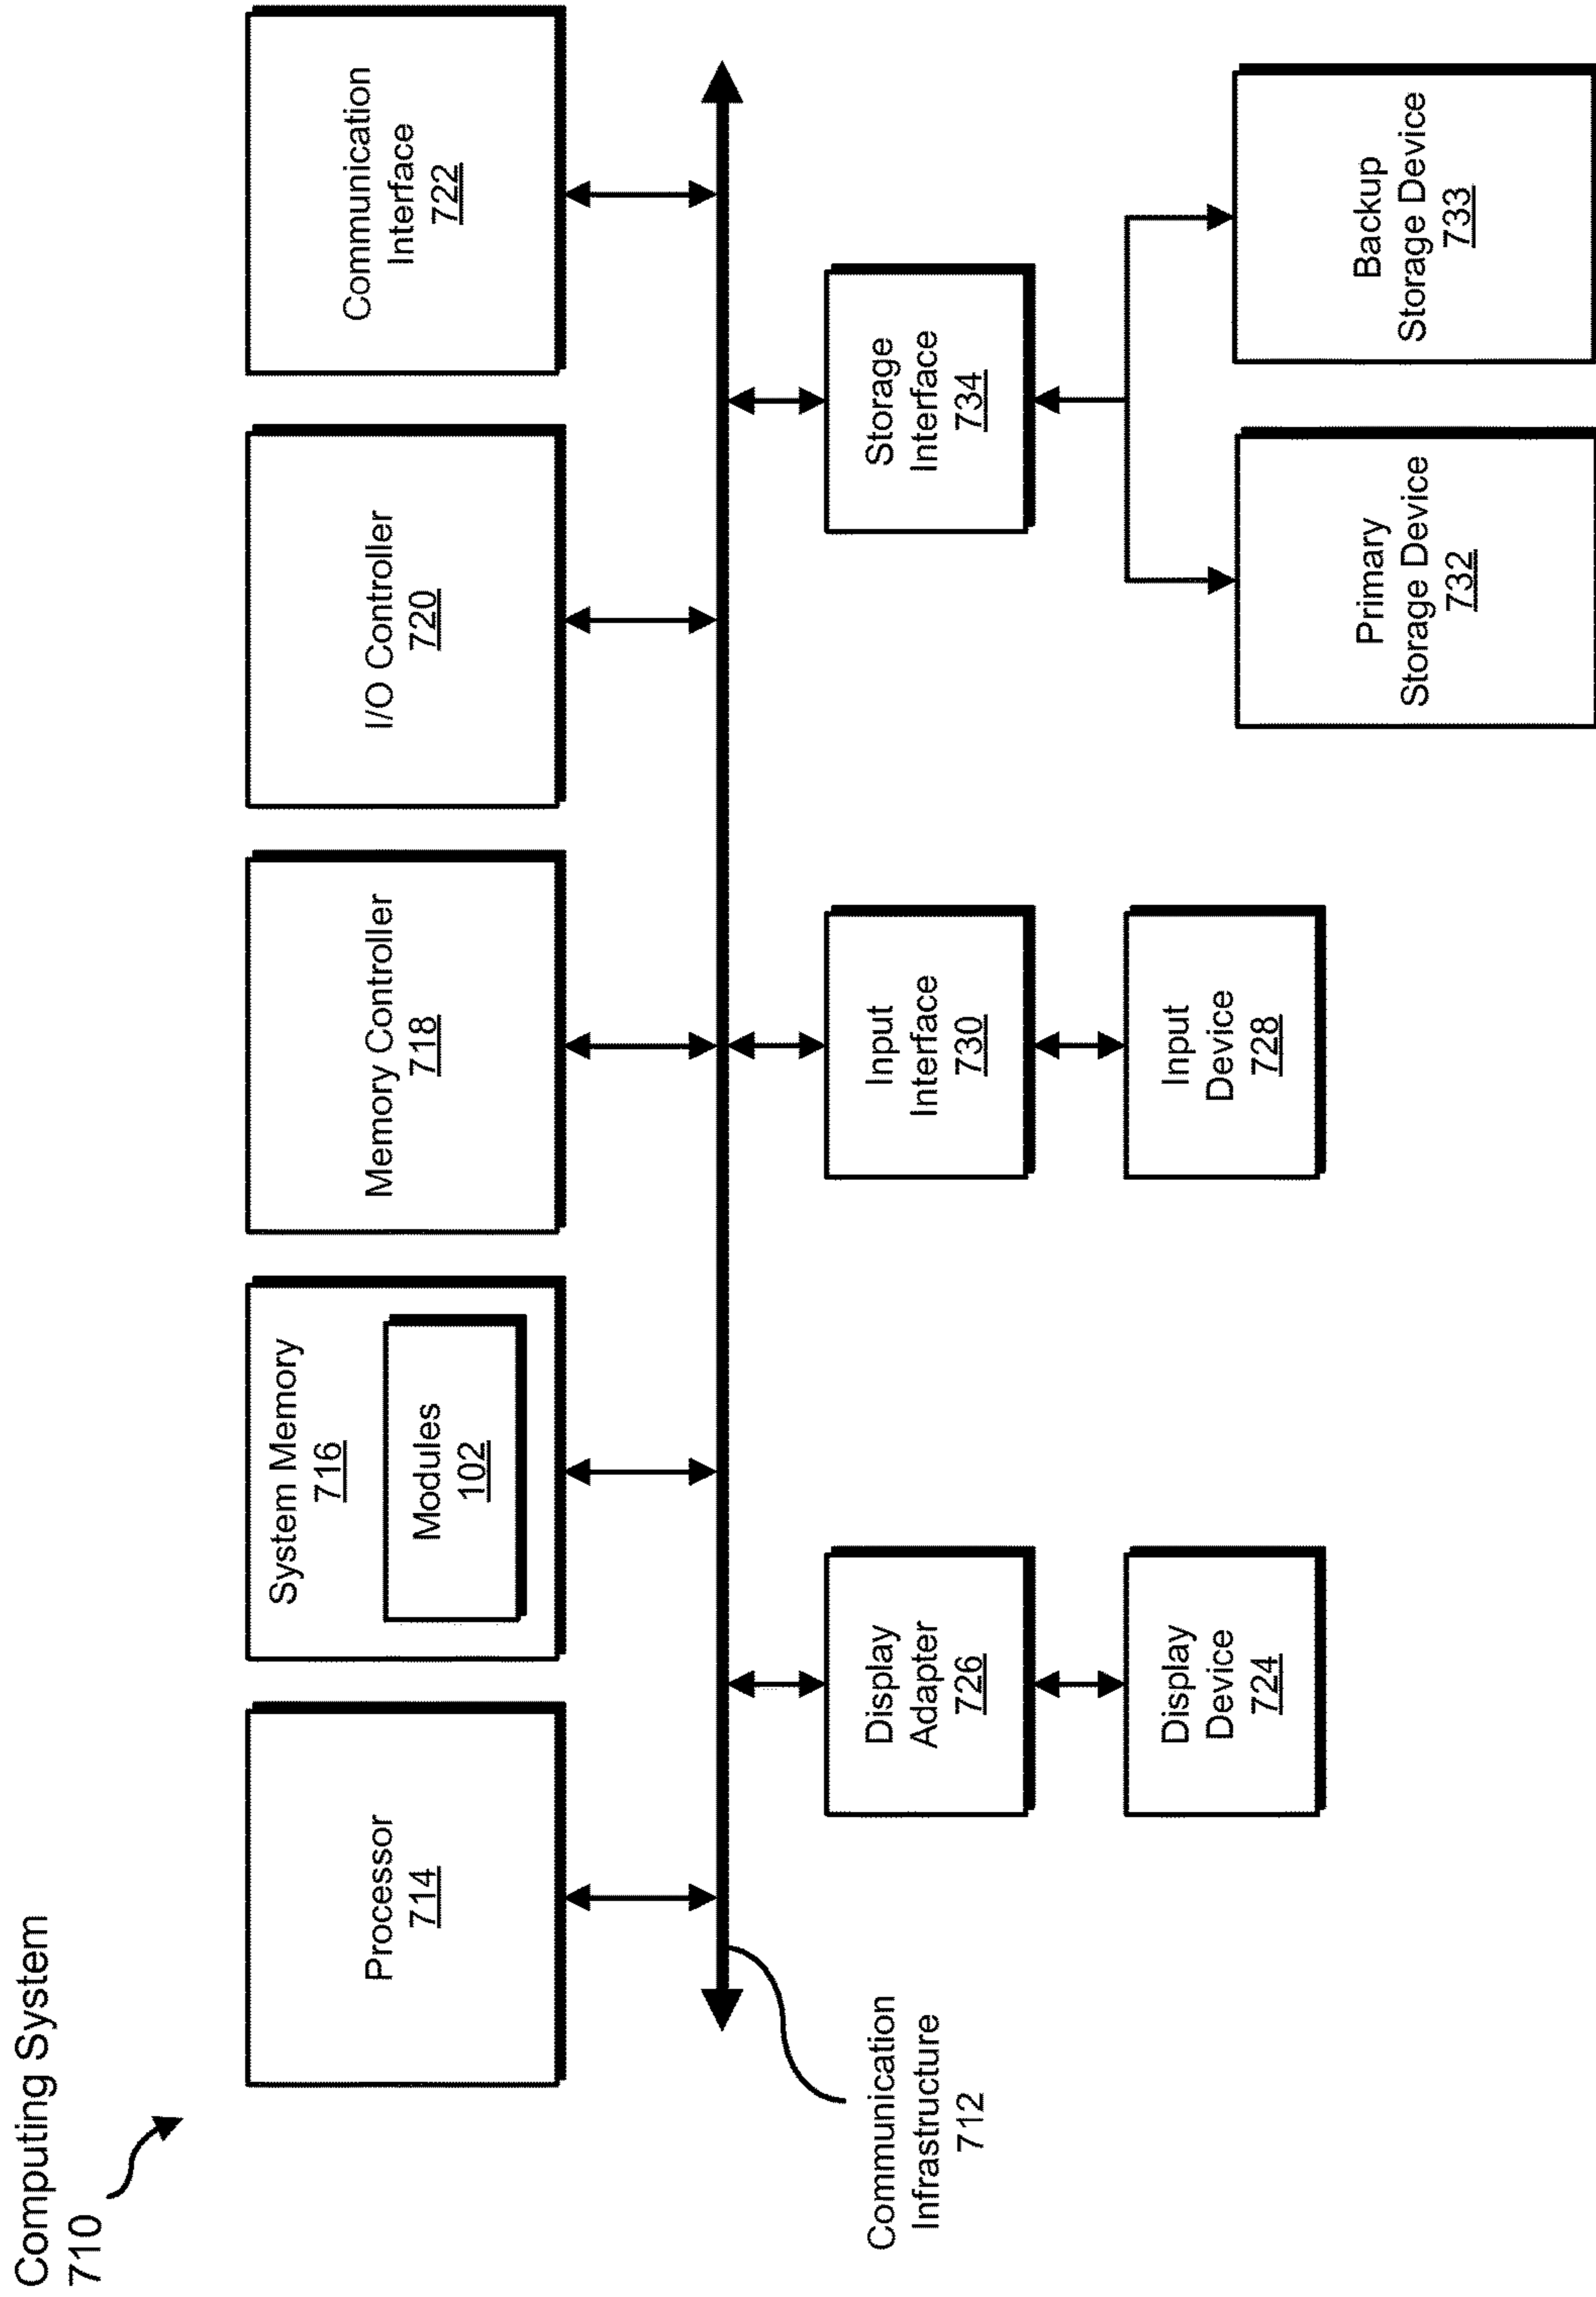 Computing System
710
Processor
714
System Memory
716
Modules
102
Memory Controller
718
I/O Controller
720
Communication
Interface
722
Communication
Infrastructure
712
Display
Adapter
726
Input
Interface
730
Storage
Interface
734
Display
Device
724
Input
Device
728
Primary
Storage Device
732
Backup
Storage Device
733